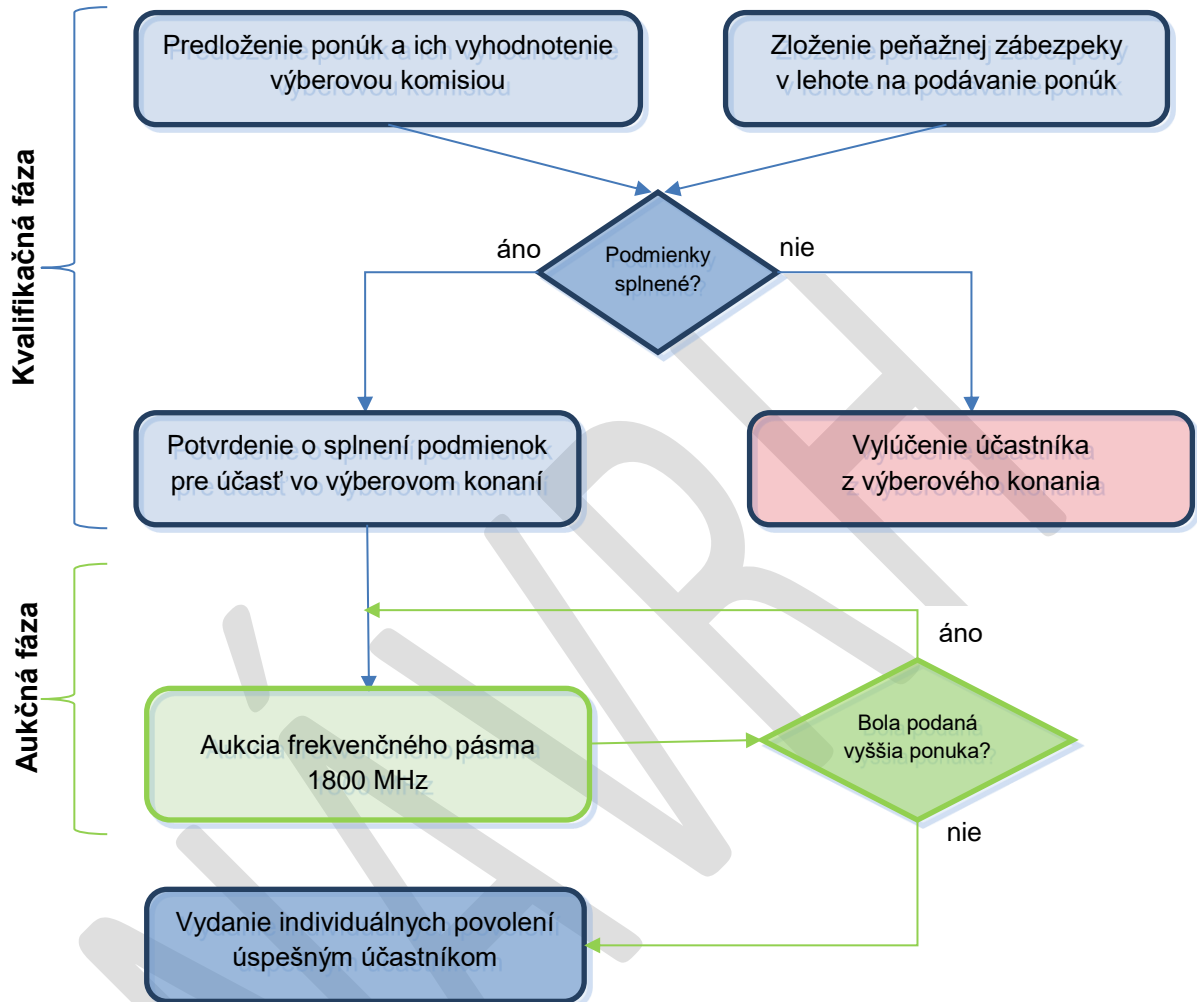 Predloženie ponúk a ich vyhodnotenie
výberovou komisiou
Zloženie peňažnej zábezpeky
v lehote na podávanie ponúk
Kvalifikačná fáza
áno
Podmienky
splnené?
nie
Potvrdenie o splnení podmienok
pre účasť vo výberovom konaní
Vylúčenie účastníka
z výberového konania
Aukčná fáza
áno
Aukcia frekvenčného pásma
1800 MHz
Bola podaná
vyššia ponuka?
nie
Vydanie individuálnych povolení
úspešným účastníkom
NÁVRH